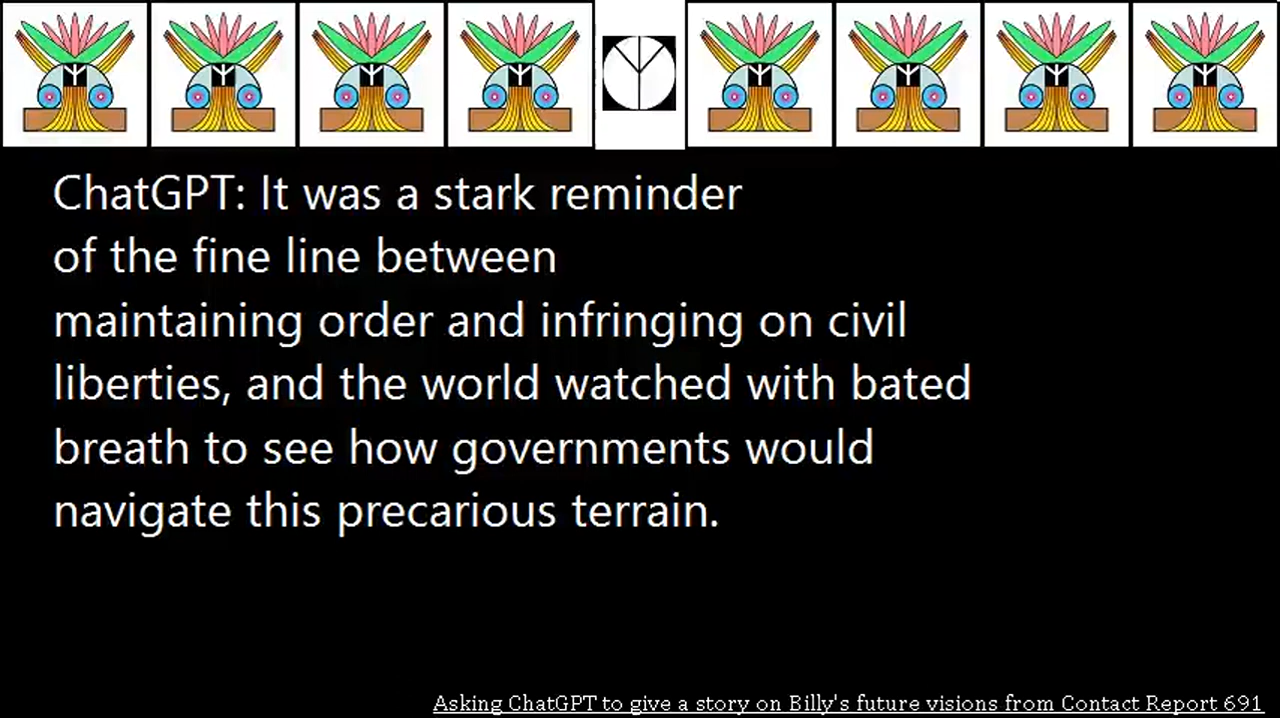 ChatGPT: It was a stark reminder
of the fine line between
maintaining order and infringing on civil
liberties, and the world watched with bated
breath to see how governments would
navigate this precarious terrain.
Asking ChatGPT to give a story on Billy's future visions from Contact Report 691